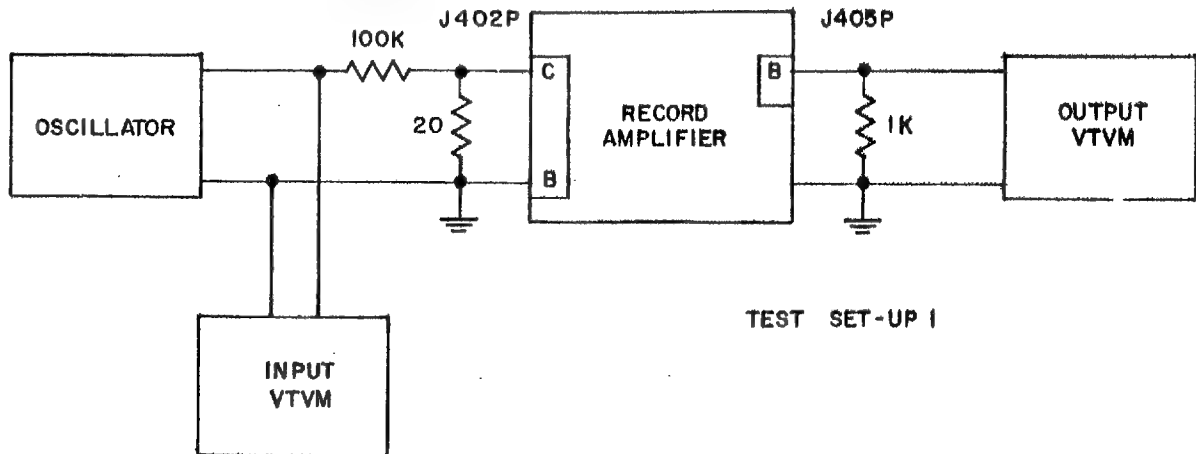 J402P
J405P
100K
C
B
OSCILLATOR
20
RECORD
AMPLIFIER
1K
OUTPUT
VTVM
B
TEST SET-UP 1
INPUT
VTVM